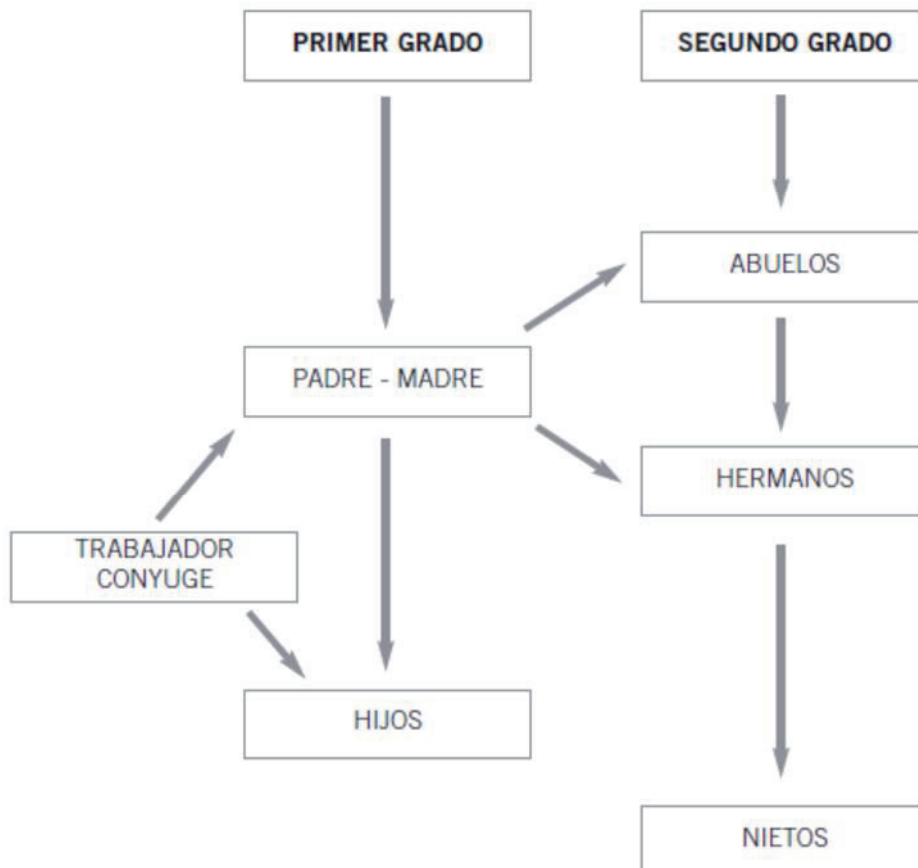 PRIMER GRADO
SEGUNDO GRADO
ABUELOS
PADRE - MADRE
HERMANOS
TRABAJADOR
CONYUGE
HIJOS
NIETOS